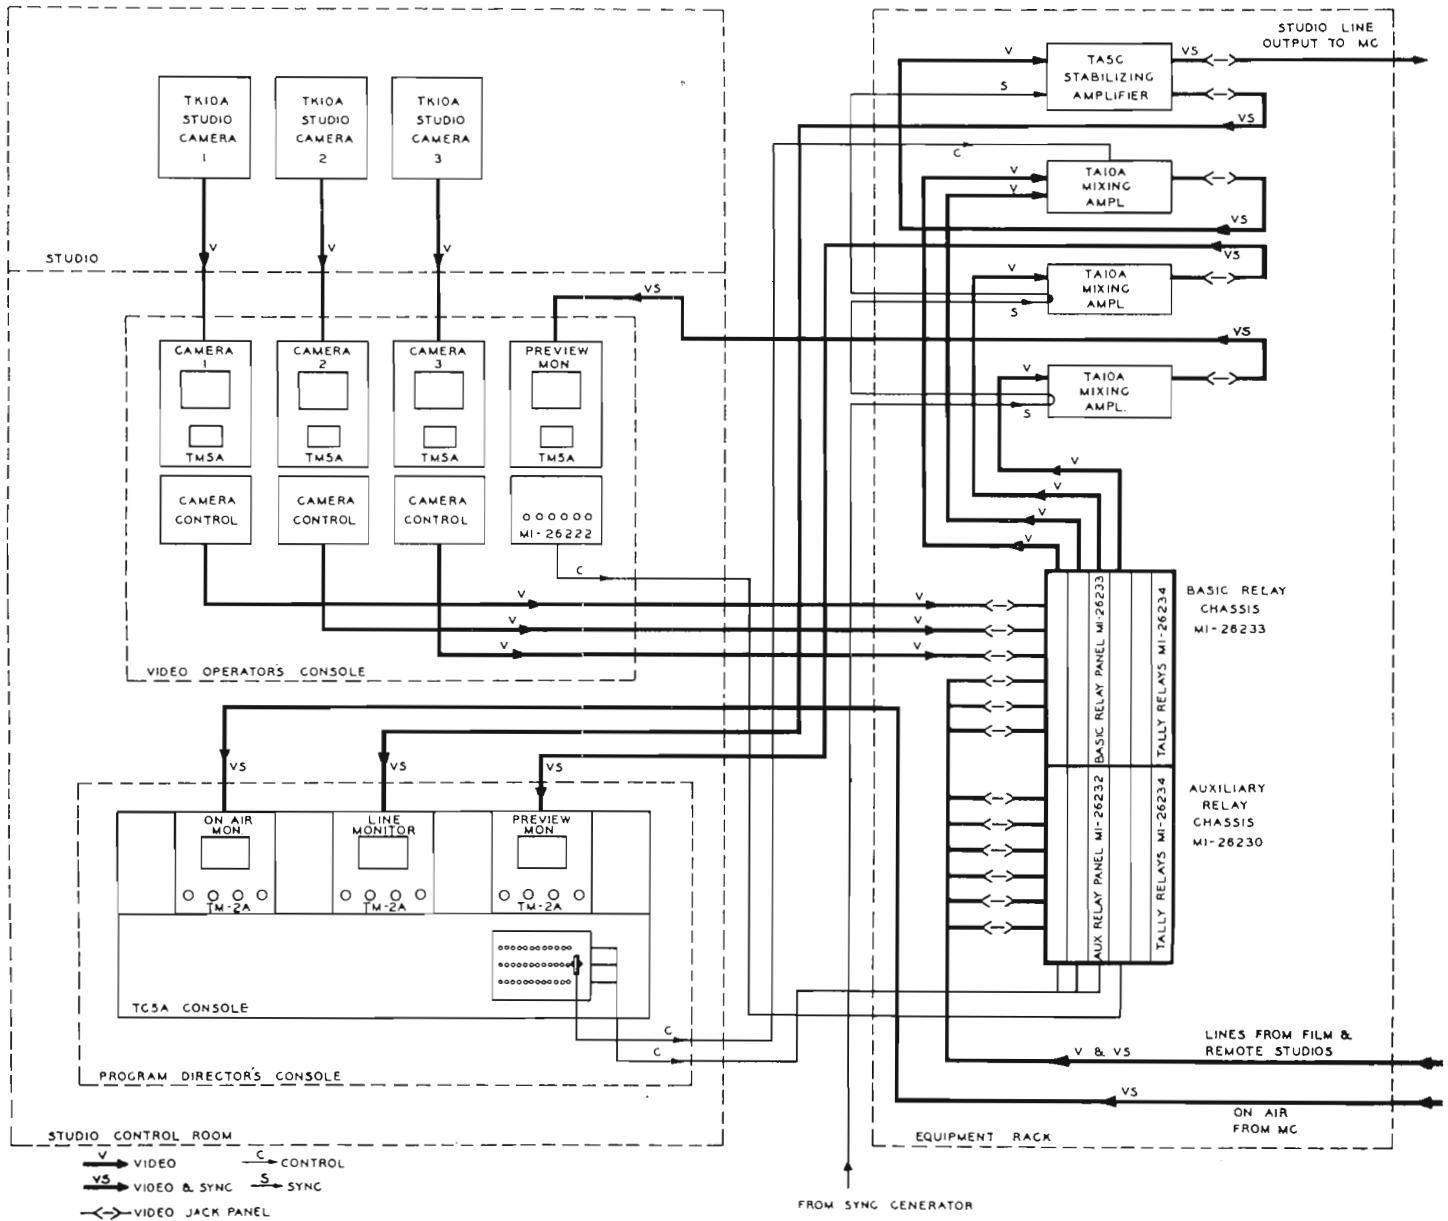 STUDIO LINE
OUTPUT TO MC
V
TA5C
STABILIZING
AMPLIFIER
VS
S
VS
TK10A
STUDIO
CAMERA
1
TK10A
STUDIO
CAMERA
2
TK10A
STUDIO
CAMERA
3
C
V
V
TA10A
MIXING
AMPL
VS
V
V
V
STUDIO
VS
V
TA10A
MIXING
AMPL
S
VS
VS
V
TA10A
MIXING
AMPL.
S
CAMERA
1
TM5A
CAMERA
2
TM5A
CAMERA
3
TM5A
PREVIEW
MON
TM5A
CAMERA
CONTROL
CAMERA
CONTROL
CAMERA
CONTROL
MI-26222
V
V
V
V
C
V
V
V
V
V
V
VIDEO OPERATOR'S CONSOLE
BASIC RELAY PANEL MI-26233
TALLY RELAYS MI-26234
BASIC RELAY
CHASSIS
MI-26233
AUX RELAY PANEL MI-26232
TALLY RELAYS MI-26234
AUXILIARY
RELAY
CHASSIS
MI-26230
VS
VS
VS
ON AIR
MON.
TM-2A
LINE
MONITOR
TM-2A
PREVIEW
MON
TM-2A
TC5A CONSOLE
C
C
PROGRAM DIRECTOR'S CONSOLE
LINES FROM FILM &
REMOTE STUDIOS
V & VS
VS
ON AIR
FROM MC
STUDIO CONTROL ROOM
EQUIPMENT RACK
V VIDEO
C CONTROL
VS VIDEO & SYNC
S SYNC
VIDEO JACK PANEL
FROM SYNC GENERATOR